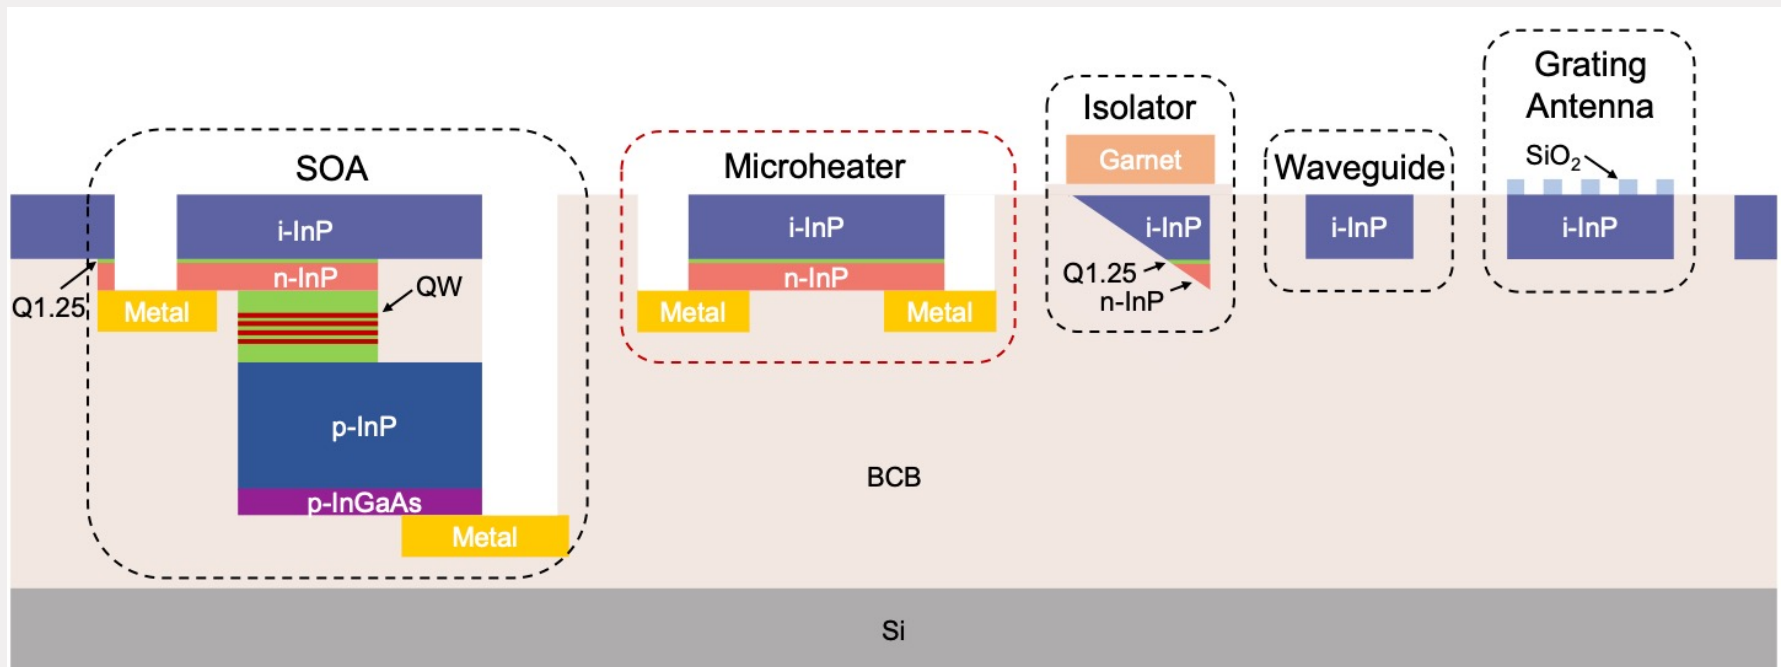 SOA
i-InP
Q1.25
n-InP
QW
Metal
p-InP
p-InGaAs
Metal
Microheater
i-InP
n-InP
Metal
Metal
Isolator
Garnet
i-InP
Q1.25
n-InP
Waveguide
i-InP
Grating
Antenna
SiO₂
i-InP
BCB
Si